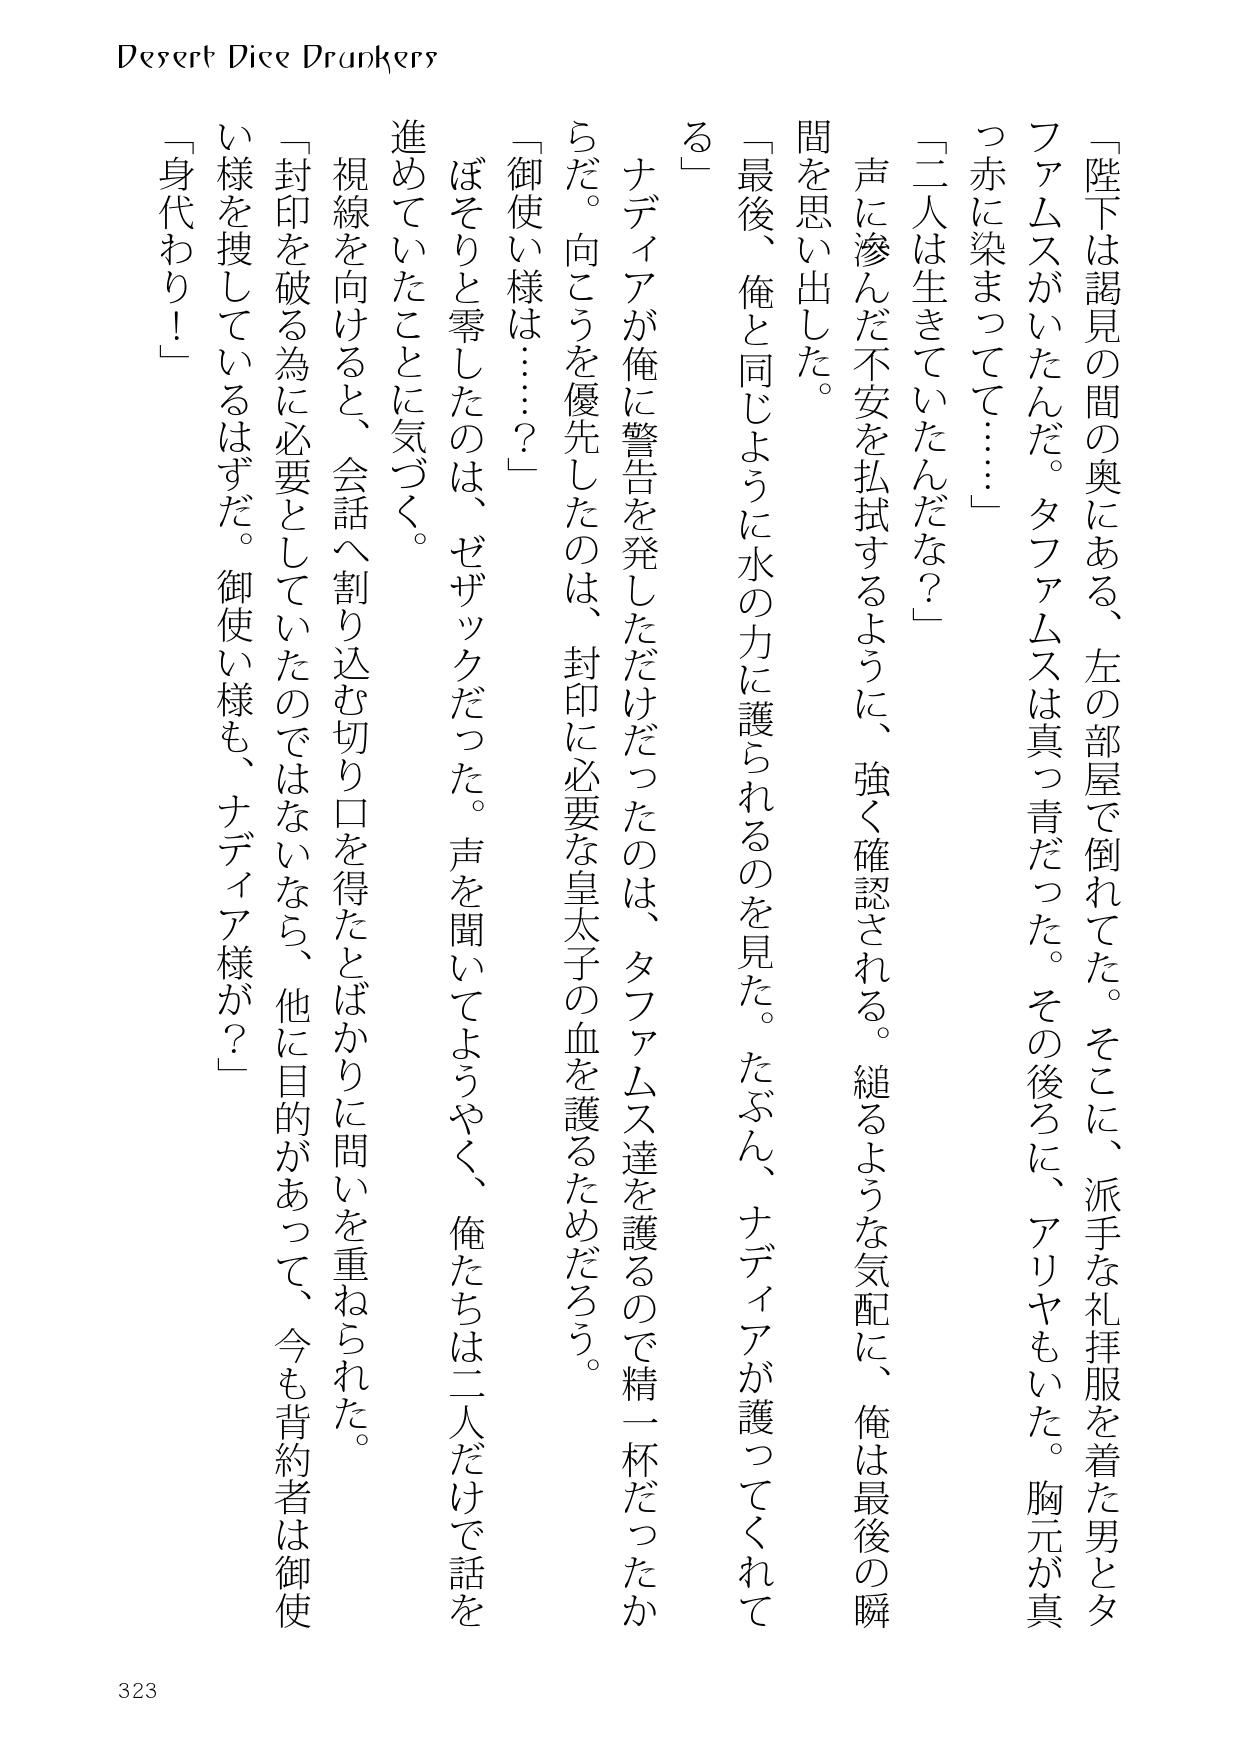 Desert Dice Drunkers
「陛下は謁見の間の奥にある、左の部屋で倒れてた。そこに、派手な礼拝服を着た男とタ
ファムスがいたんだ。タファムスは真っ青だった。その後ろに、アリヤもいた。胸元が真
っ赤に染まってて……」
「二人は生きていたんだな？」
声に滲んだ不安を払拭するように、強く確認される。縋るような気配に、俺は最後の瞬
間を思い出した。
「最後、俺と同じように水の力に護られるのを見た。たぶん、ナディアが護ってくれて
る」
ナディアが俺に警告を発しただけだったのは、タファムス達を護るので精一杯だったか
らだ。向こうを優先したのは、封印に必要な皇太子の血を護るためだろう。
「御使い様は……？」
ぼそりと零したのは、ゼザックだった。声を聞いてようやく、俺たちは二人だけで話を
進めていたことに気づく。
視線を向けると、会話へ割り込む切り口を得たとばかりに問いを重ねられた。
「封印を破る為に必要としていたのではないなら、他に目的があって、今も背約者は御使
い様を捜しているはずだ。御使い様も、ナディア様が？」
「身代わり！」
323